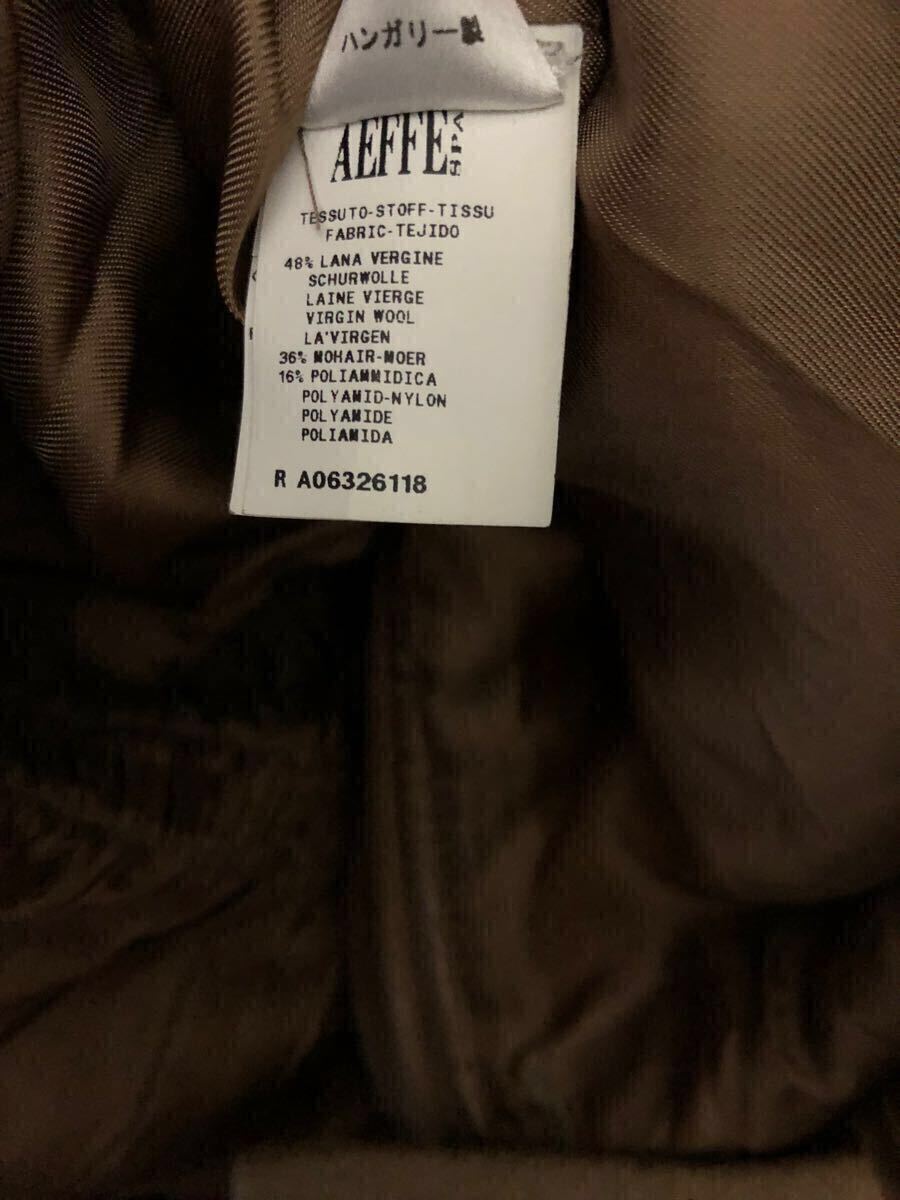 ハンガリー製
AEFFE SPA
TESSUTO-STOFF-TISSU
FABRIC-TEJIDO
48% LANA VERGINE
SCHURWOLLE
LAINE VIERGE
VIRGIN WOOL
LA'VIRGEN
36% MOHAIR-MOER
16% POLIAMMIDICA
POLYAMID-NYLON
POLYAMIDE
POLIAMIDA
R A06326118